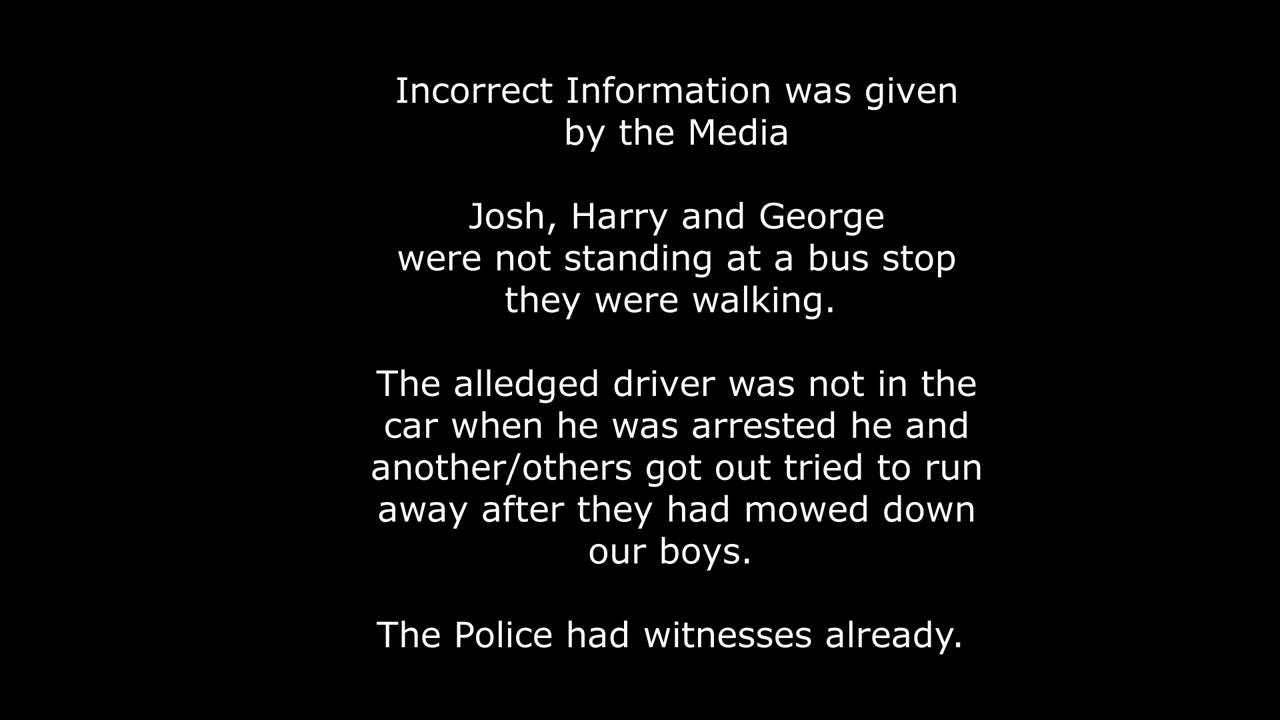 Incorrect Information was given
by the Media
Josh, Harry and George
were not standing at a bus stop
they were walking.
The alledged driver was not in the
car when he was arrested he and
another/others got out tried to run
away after they had mowed down
our boys.
The Police had witnesses already.